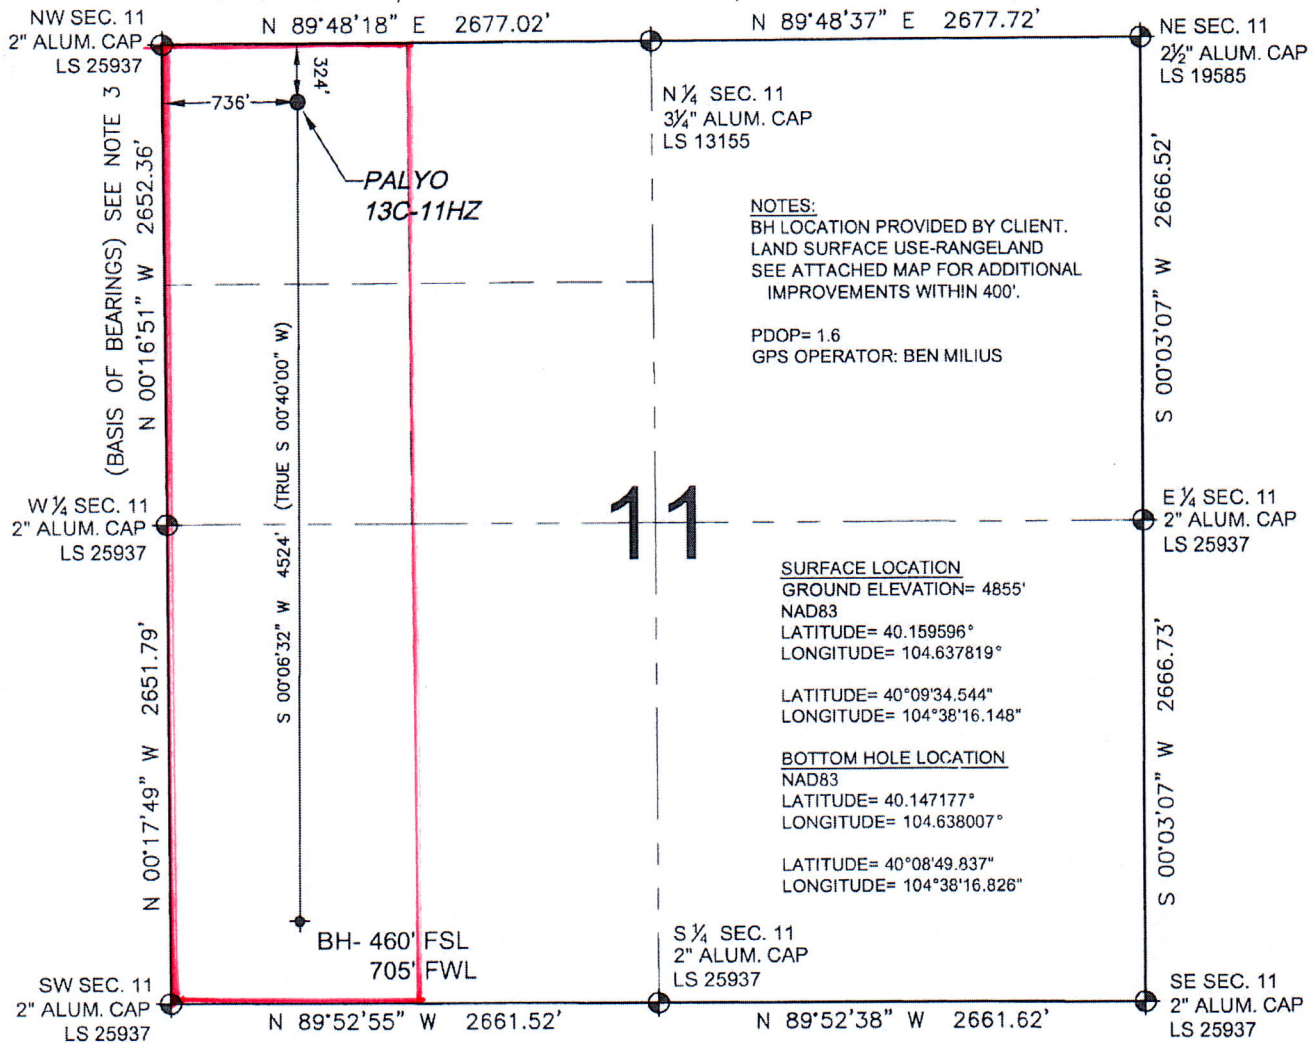 NW SEC. 11
2" ALUM. CAP
LS 25937
N 89°48'18" E 2677.02'
N 89°48'37" E 2677.72'
NE SEC. 11
2½" ALUM. CAP
LS 19585
324'
736'
N ¼ SEC. 11
3¼" ALUM. CAP
LS 13155
PALYO
13C-11HZ
(BASIS OF BEARINGS) SEE NOTE 3
N 00°16'51" W 2652.36'
S 00°03'07" W 2666.52'
NOTES:
BH LOCATION PROVIDED BY CLIENT.
LAND SURFACE USE-RANGELAND
SEE ATTACHED MAP FOR ADDITIONAL
IMPROVEMENTS WITHIN 400'.
PDOP= 1.6
GPS OPERATOR: BEN MILIUS
S 00°06'32" W 4524' (TRUE S 00°40'00" W)
W ¼ SEC. 11
2" ALUM. CAP
LS 25937
11
E ¼ SEC. 11
2" ALUM. CAP
LS 25937
SURFACE LOCATION
GROUND ELEVATION= 4855'
NAD83
LATITUDE= 40.159596°
LONGITUDE= 104.637819°
LATITUDE= 40°09'34.544"
LONGITUDE= 104°38'16.148"
BOTTOM HOLE LOCATION
NAD83
LATITUDE= 40.147177°
LONGITUDE= 104.638007°
LATITUDE= 40°08'49.837"
LONGITUDE= 104°38'16.826"
N 00°17'49" W 2651.79'
S 00°03'07" W 2666.73'
BH- 460' FSL
705' FWL
S ¼ SEC. 11
2" ALUM. CAP
LS 25937
SW SEC. 11
2" ALUM. CAP
LS 25937
N 89°52'55" W 2661.52'
N 89°52'38" W 2661.62'
SE SEC. 11
2" ALUM. CAP
LS 25937